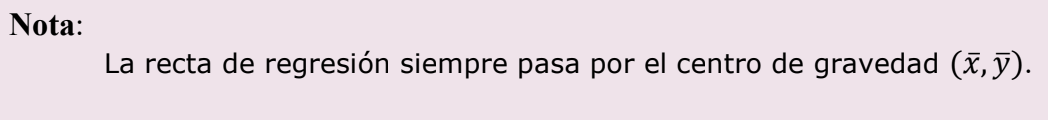 Nota:
La recta de regresión siempre pasa por el centro de gravedad (x̄, ȳ).